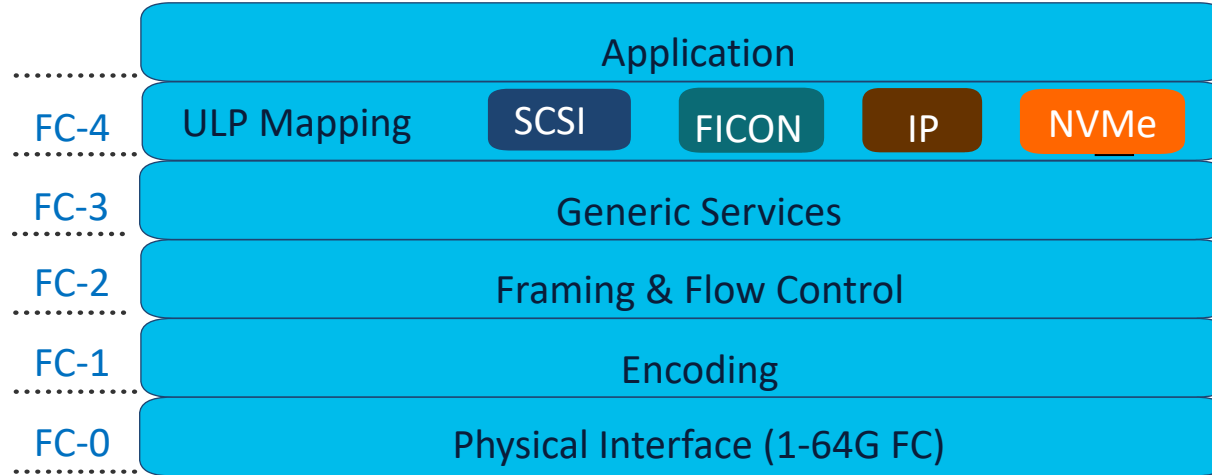 Application
FC-4 ULP Mapping SCSI FICON IP NVMe
FC-3 Generic Services
FC-2 Framing & Flow Control
FC-1 Encoding
FC-0 Physical Interface (1-64G FC)